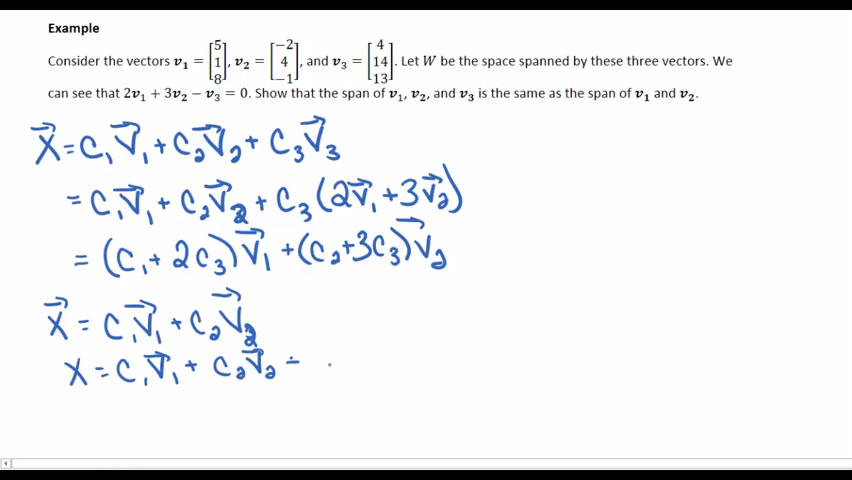 Example
Consider the vectors v₁ = [5 1 8], v₂ = [−2 4 −1], and v₃ = [4 14 13]. Let W be the space spanned by these three vectors. We
can see that 2v₁ + 3v₂ − v₃ = 0. Show that the span of v₁, v₂, and v₃ is the same as the span of v₁ and v₂.
x⃗ = c₁v⃗₁ + c₂v⃗₂ + c₃v⃗₃
= c₁v⃗₁ + c₂v⃗₂ + c₃(2v⃗₁ + 3v⃗₂)
= (c₁ + 2c₃)v⃗₁ + (c₂ + 3c₃)v⃗₂
x⃗ = c₁v⃗₁ + c₂v⃗₂
x = c₁v⃗₁ + c₂v⃗₂ −